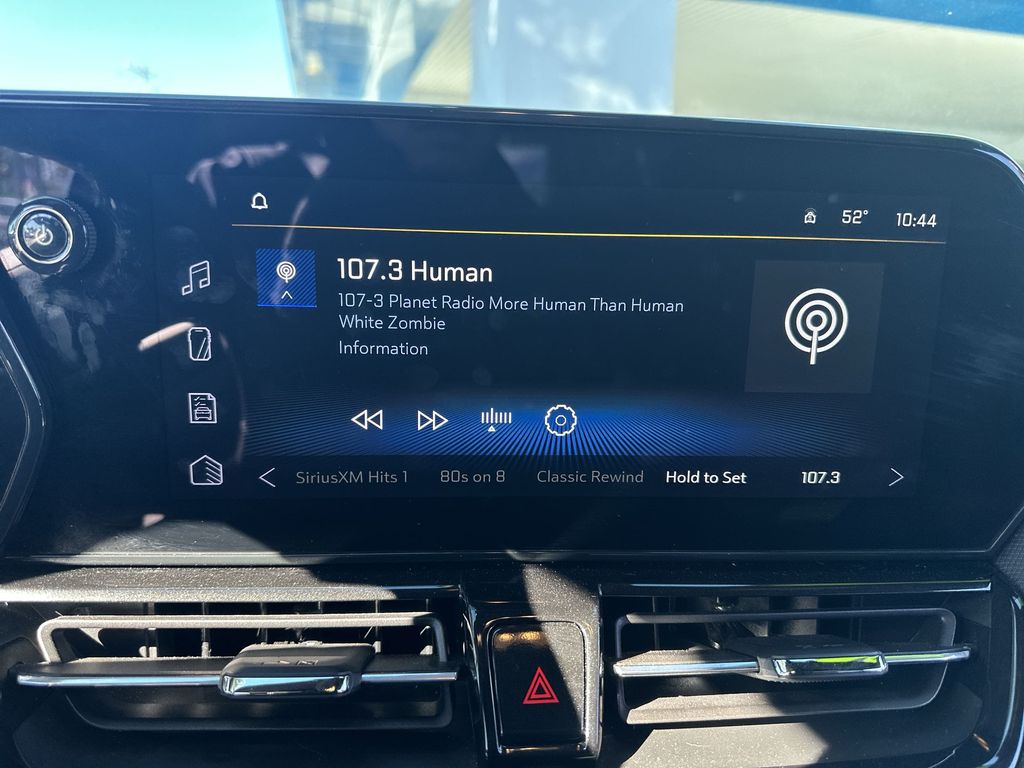 52° 10:44
107.3 Human
107-3 Planet Radio More Human Than Human
White Zombie
Information
SiriusXM Hits 1 80s on 8 Classic Rewind Hold to Set 107.3